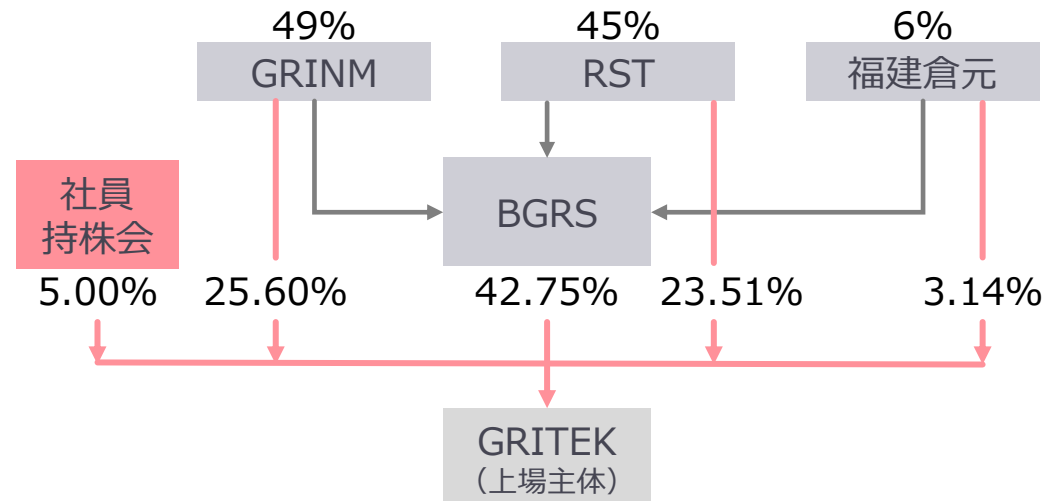 49% 45% 6%
GRINM RST 福建倉元
社員
持株会
BGRS
5.00% 25.60% 42.75% 23.51% 3.14%
GRITEK
（上場主体）